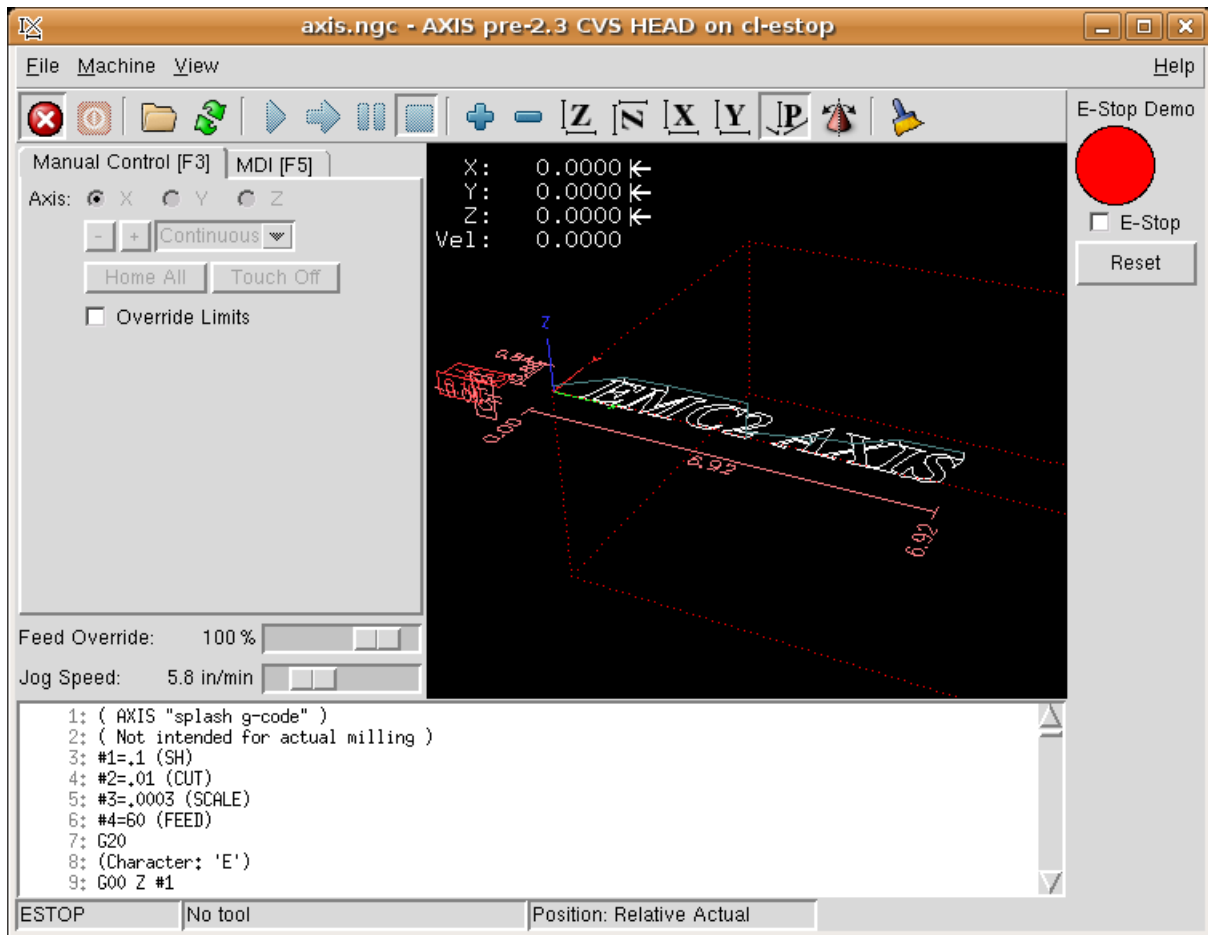 axis.ngc - AXIS pre-2.3 CVS HEAD on cl-estop
File Machine View Help
Z N X Y P
E-Stop Demo
E-Stop
Reset
Manual Control [F3] MDI [F5]
Axis: X Y Z
- + Continuous
Home All Touch Off
Override Limits
X: 0.0000
Y: 0.0000
Z: 0.0000
Vel: 0.0000
Z
EMC2 AXIS
0.00
6.92
6.92
Feed Override: 100 %
Jog Speed: 5.8 in/min
1: ( AXIS "splash g-code" )
2: ( Not intended for actual milling )
3: #1=.1 (SH)
4: #2=.01 (CUT)
5: #3=.0003 (SCALE)
6: #4=60 (FEED)
7: G20
8: (Character: 'E')
9: G00 Z #1
ESTOP No tool Position: Relative Actual